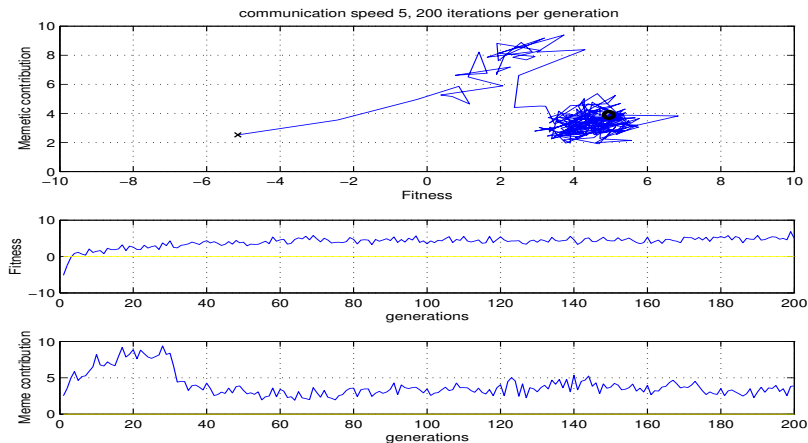 communication speed 5, 200 iterations per generation
Memetic contribution
10
8
6
4
2
0
−10 −8 −6 −4 −2 0 2 4 6 8 10
Fitness
Fitness
10
0
−10
0 20 40 60 80 100 120 140 160 180 200
generations
Meme contribution
10
5
0
0 20 40 60 80 100 120 140 160 180 200
generations